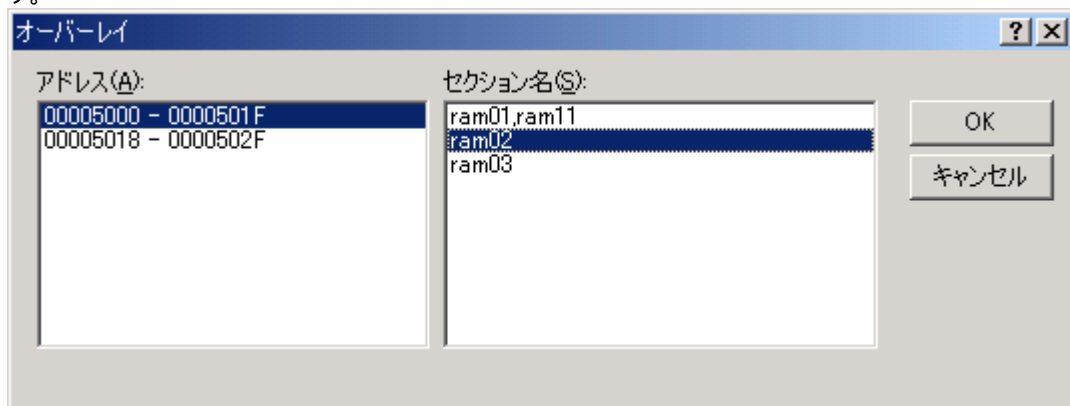 す。
オーバーレイ
アドレス(A):
00005000 - 0000501F
00005018 - 0000502F
セクション名(S):
ram01,ram11
ram02
ram03
OK
キャンセル